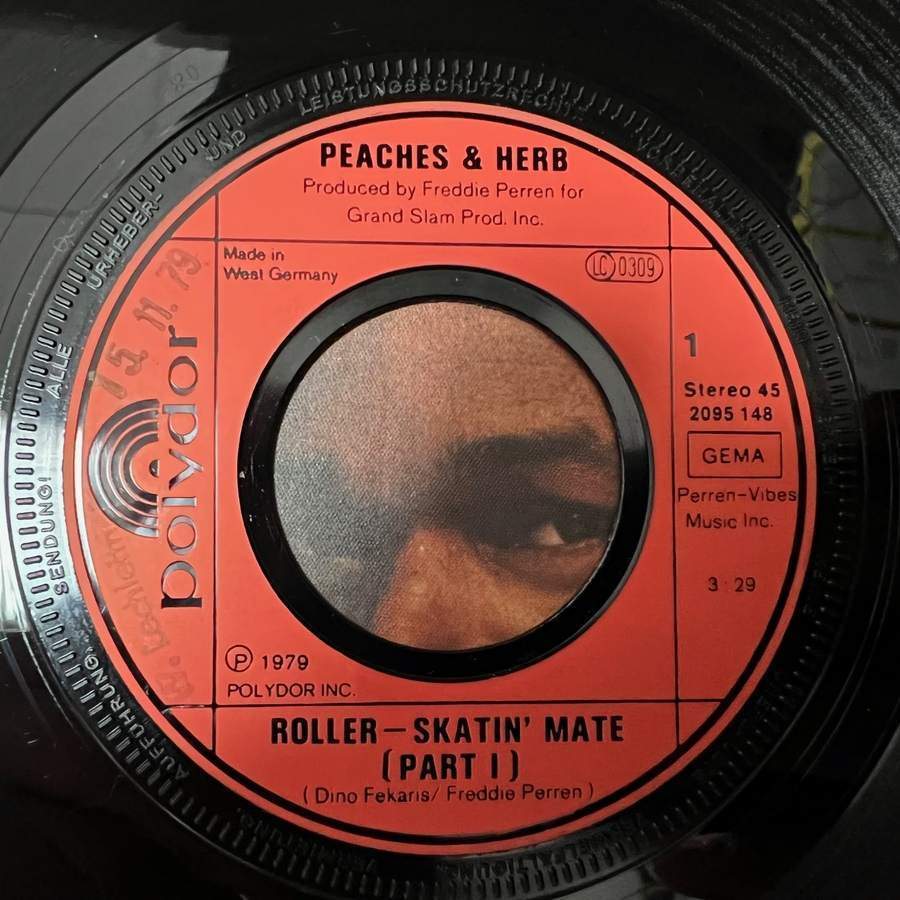 PEACHES & HERB
Produced by Freddie Perren for
Grand Slam Prod. Inc.
Made in
West Germany
LC 0309
1
Stereo 45
2095 148
GEMA
Perren-Vibes
Music Inc.
3:29
polydor
15. 11. 79
℗ 1979
POLYDOR INC.
ROLLER-SKATIN' MATE
(PART I)
(Dino Fekaris/ Freddie Perren)
ALLE URHEBER- UND LEISTUNGSSCHUTZRECHTE
AUFFÜHRUNG, SENDUNG!